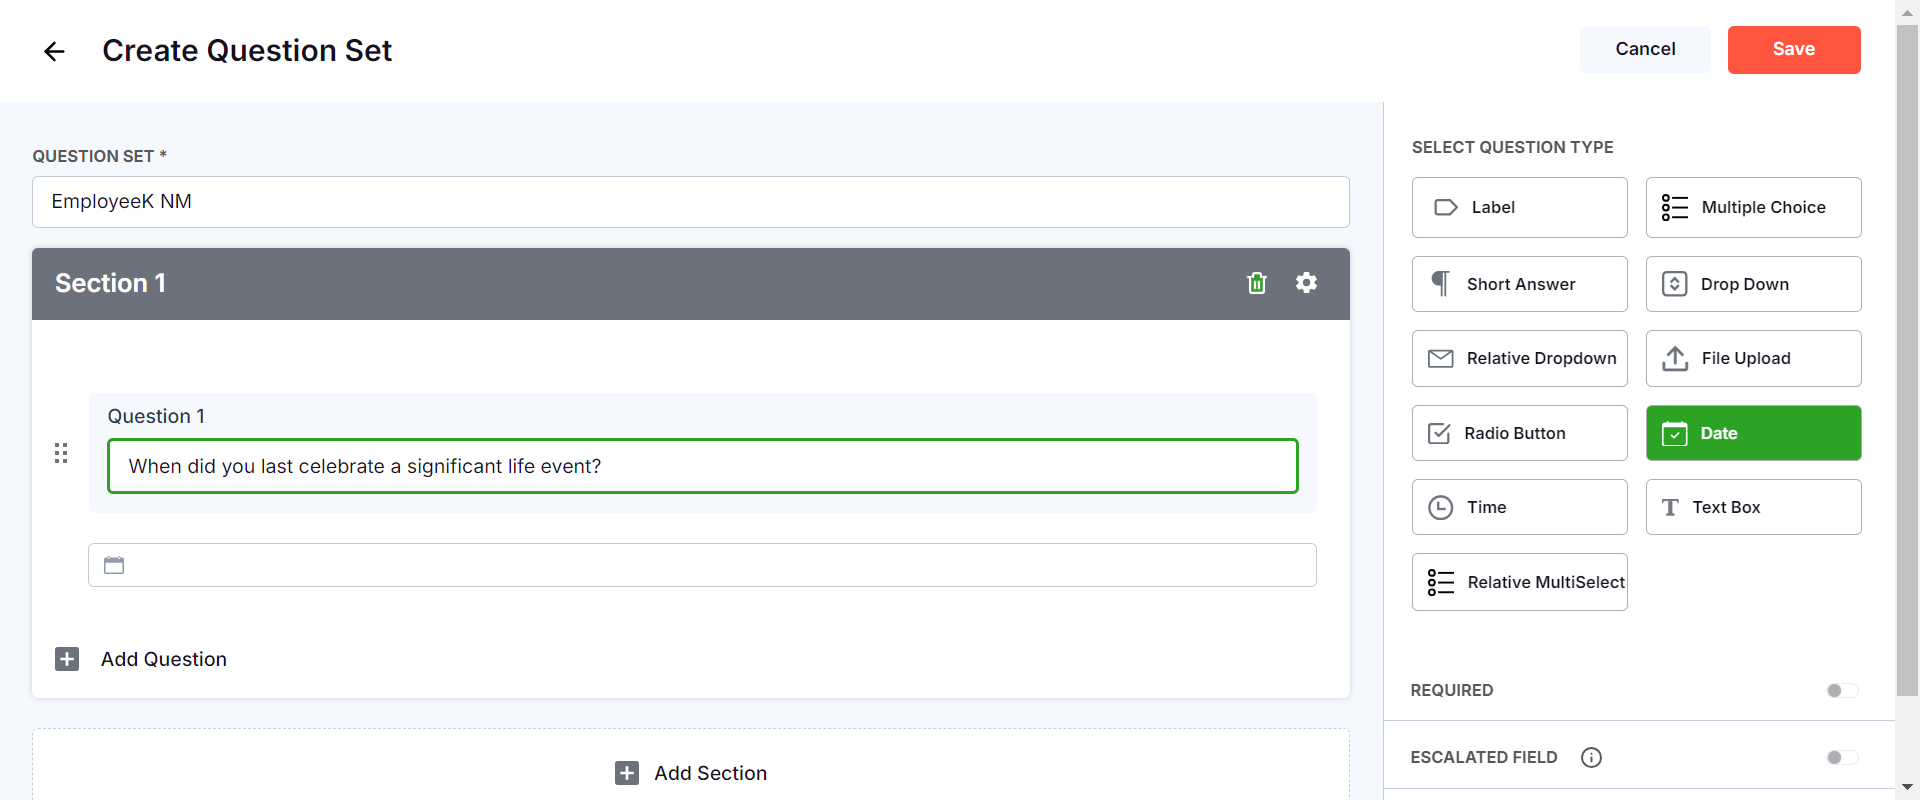 Create Question Set
Cancel
Save
QUESTION SET *
EmployeeK NM
Section 1
Question 1
When did you last celebrate a significant life event?
Add Question
Add Section
SELECT QUESTION TYPE
Label
Multiple Choice
Short Answer
Drop Down
Relative Dropdown
File Upload
Radio Button
Date
Time
Text Box
Relative MultiSelect
REQUIRED
ESCALATED FIELD